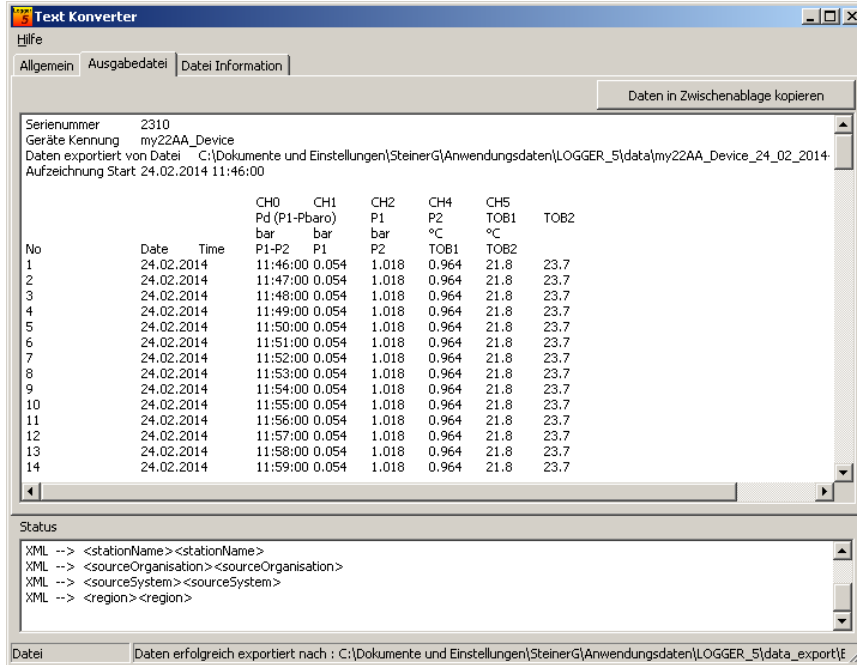 Logger 5 Text Konverter
Hilfe
Allgemein Ausgabedatei Datei Information
Daten in Zwischenablage kopieren
Serienummer 2310
Geräte Kennung my22AA_Device
Daten exportiert von Datei C:\Dokumente und Einstellungen\SteinerG\Anwendungsdaten\LOGGER_5\data\my22AA_Device_24_02_2014-
Aufzeichnung Start 24.02.2014 11:46:00
CH0 CH1 CH2 CH4 CH5
Pd (P1-Pbaro) P1 P2 TOB1 TOB2
bar bar bar °C °C
No Date Time P1-P2 P1 P2 TOB1 TOB2
1 24.02.2014 11:46:00 0.054 1.018 0.964 21.8 23.7
2 24.02.2014 11:47:00 0.054 1.018 0.964 21.8 23.7
3 24.02.2014 11:48:00 0.054 1.018 0.964 21.8 23.7
4 24.02.2014 11:49:00 0.054 1.018 0.964 21.8 23.7
5 24.02.2014 11:50:00 0.054 1.018 0.964 21.8 23.7
6 24.02.2014 11:51:00 0.054 1.018 0.964 21.8 23.7
7 24.02.2014 11:52:00 0.054 1.018 0.964 21.8 23.7
8 24.02.2014 11:53:00 0.054 1.018 0.964 21.8 23.7
9 24.02.2014 11:54:00 0.054 1.018 0.964 21.8 23.7
10 24.02.2014 11:55:00 0.054 1.018 0.964 21.8 23.7
11 24.02.2014 11:56:00 0.054 1.018 0.964 21.8 23.7
12 24.02.2014 11:57:00 0.054 1.018 0.964 21.8 23.7
13 24.02.2014 11:58:00 0.054 1.018 0.964 21.8 23.7
14 24.02.2014 11:59:00 0.054 1.018 0.964 21.8 23.7
Status
XML --> <stationName><stationName>
XML --> <sourceOrganisation><sourceOrganisation>
XML --> <sourceSystem><sourceSystem>
XML --> <region><region>
Datei Daten erfolgreich exportiert nach : C:\Dokumente und Einstellungen\SteinerG\Anwendungsdaten\LOGGER_5\data_export\E